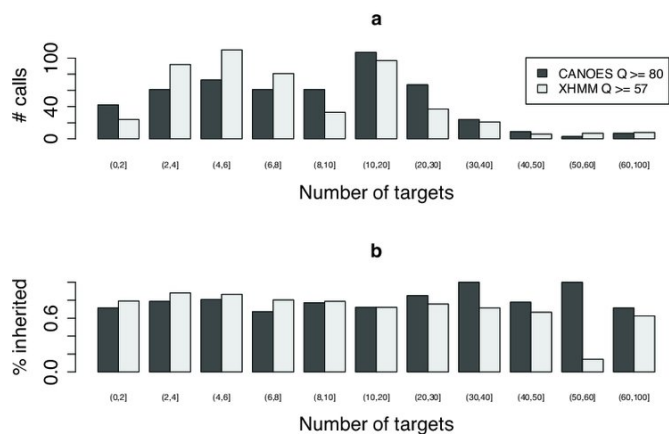 a
# calls
100
40
0
CANOES Q >= 80
XHMM Q >= 57
(0,2] (2,4] (4,6] (6,8] (8,10] (10,20] (20,30] (30,40] (40,50] (50,60] (60,100]
Number of targets
b
% inherited
0.6
0.0
(0,2] (2,4] (4,6] (6,8] (8,10] (10,20] (20,30] (30,40] (40,50] (50,60] (60,100]
Number of targets